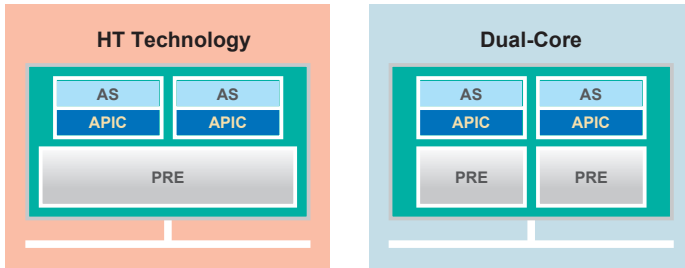 HT Technology
AS AS
APIC APIC
PRE
Dual-Core
AS AS
APIC APIC
PRE PRE